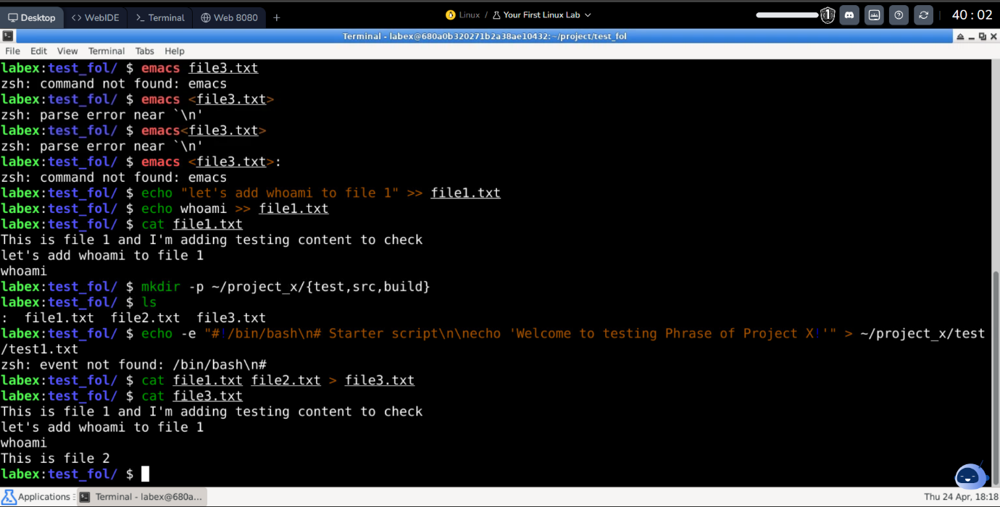 Desktop <> WebIDE >_ Terminal Web 8080 + Linux / Your First Linux Lab 1 40 : 02
Terminal - labex@680a0b320271b2a38ae10432: ~/project/test_fol
File Edit View Terminal Tabs Help
labex:test_fol/ $ emacs file3.txt
zsh: command not found: emacs
labex:test_fol/ $ emacs <file3.txt>
zsh: parse error near `\n'
labex:test_fol/ $ emacs<file3.txt>
zsh: parse error near `\n'
labex:test_fol/ $ emacs <file3.txt>:
zsh: command not found: emacs
labex:test_fol/ $ echo "let's add whoami to file 1" >> file1.txt
labex:test_fol/ $ echo whoami >> file1.txt
labex:test_fol/ $ cat file1.txt
This is file 1 and I'm adding testing content to check
let's add whoami to file 1
whoami
labex:test_fol/ $ mkdir -p ~/project_x/{test,src,build}
labex:test_fol/ $ ls
:  file1.txt  file2.txt  file3.txt
labex:test_fol/ $ echo -e "#!/bin/bash\n# Starter script\n\necho 'Welcome to testing Phrase of Project X!'" > ~/project_x/test
/test1.txt
zsh: event not found: /bin/bash\n#
labex:test_fol/ $ cat file1.txt file2.txt > file3.txt
labex:test_fol/ $ cat file3.txt
This is file 1 and I'm adding testing content to check
let's add whoami to file 1
whoami
This is file 2
labex:test_fol/ $
Applications Terminal - labex@680a... Thu 24 Apr, 18:18